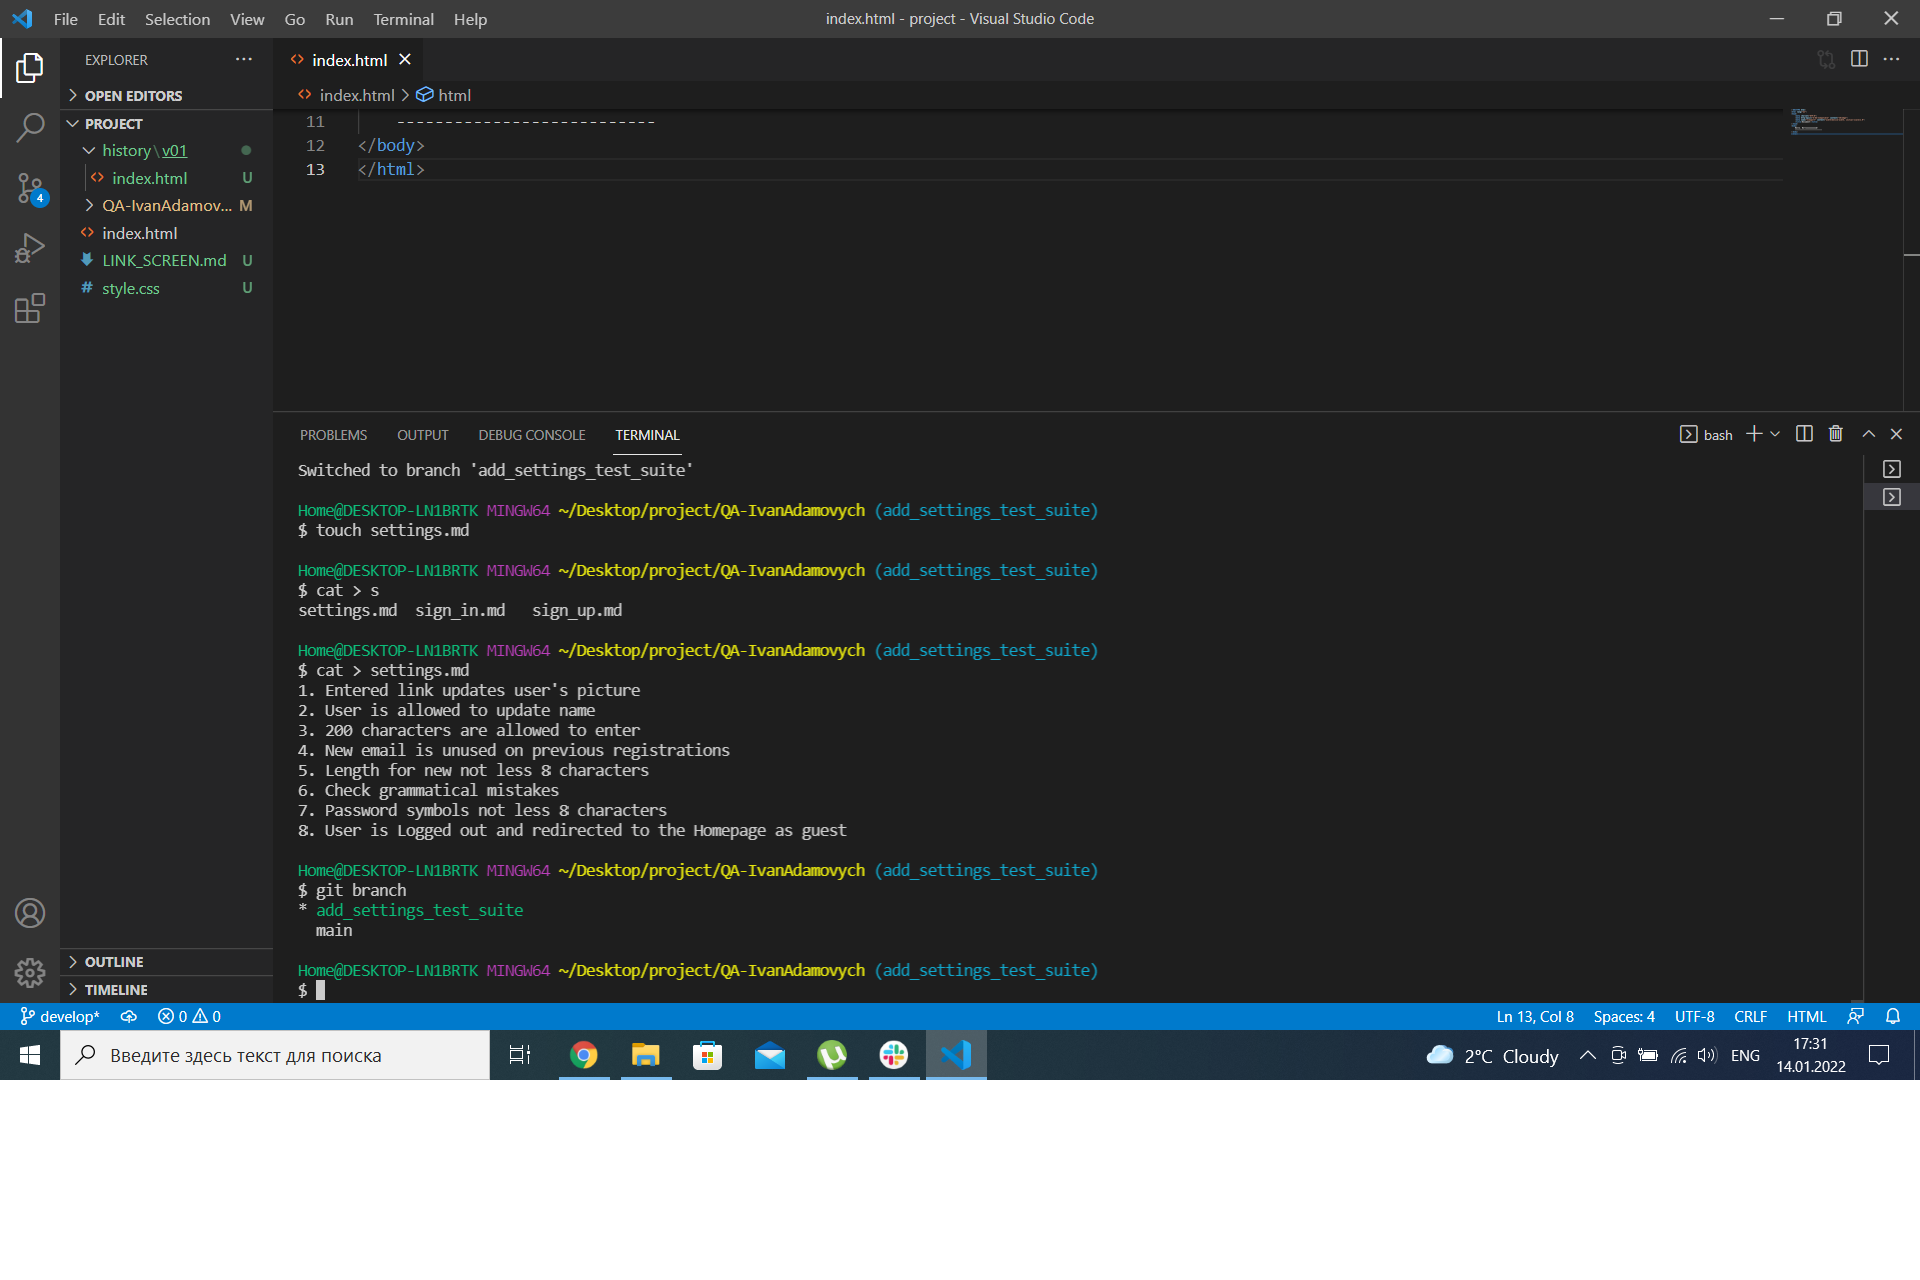 File Edit Selection View Go Run Terminal Help
index.html - project - Visual Studio Code
EXPLORER
index.html
OPEN EDITORS
index.html > html
PROJECT
history\v01
index.html U
QA-IvanAdamov... M
index.html
LINK_SCREEN.md U
style.css U
4
11 ---------------------------
12 </body>
13 </html>
PROBLEMS OUTPUT DEBUG CONSOLE TERMINAL
bash
Switched to branch 'add_settings_test_suite'
Home@DESKTOP-LN1BRTK MINGW64 ~/Desktop/project/QA-IvanAdamovych (add_settings_test_suite)
$ touch settings.md
Home@DESKTOP-LN1BRTK MINGW64 ~/Desktop/project/QA-IvanAdamovych (add_settings_test_suite)
$ cat > s
settings.md sign_in.md sign_up.md
Home@DESKTOP-LN1BRTK MINGW64 ~/Desktop/project/QA-IvanAdamovych (add_settings_test_suite)
$ cat > settings.md
1. Entered link updates user's picture
2. User is allowed to update name
3. 200 characters are allowed to enter
4. New email is unused on previous registrations
5. Length for new not less 8 characters
6. Check grammatical mistakes
7. Password symbols not less 8 characters
8. User is Logged out and redirected to the Homepage as guest
Home@DESKTOP-LN1BRTK MINGW64 ~/Desktop/project/QA-IvanAdamovych (add_settings_test_suite)
$ git branch
* add_settings_test_suite
main
Home@DESKTOP-LN1BRTK MINGW64 ~/Desktop/project/QA-IvanAdamovych (add_settings_test_suite)
$
OUTLINE
TIMELINE
develop* 0 0
Ln 13, Col 8 Spaces: 4 UTF-8 CRLF HTML
Введите здесь текст для поиска
2°C Cloudy
ENG
17:31
14.01.2022